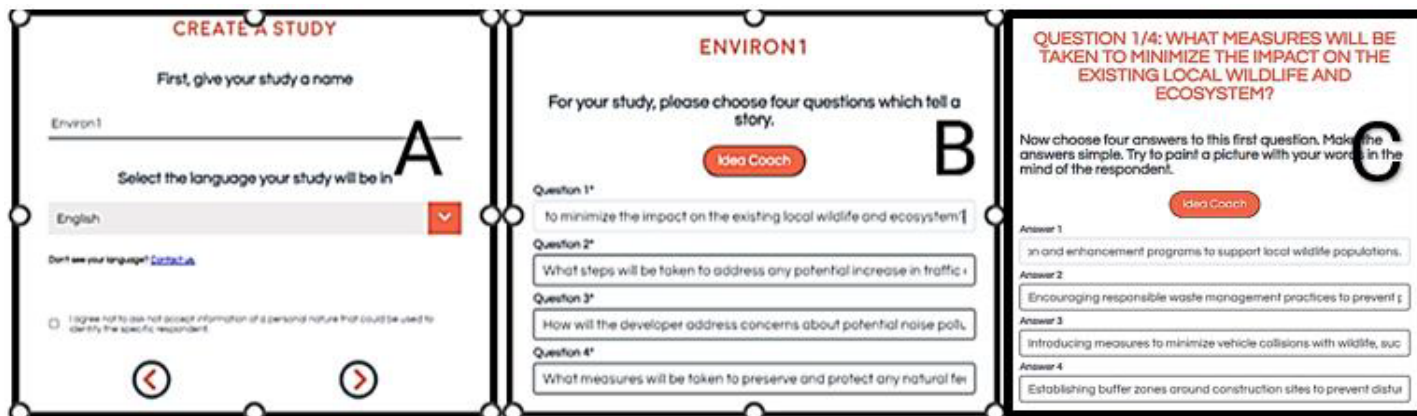 CREATE A STUDY
First, give your study a name
Environ1
A
Select the language your study will be in
English
Don't see your language? Contact us.
I agree not to ask not accept information of a personal nature that could be used to
identify the specific respondent.
ENVIRON1
For your study, please choose four questions which tell a
story.
B
Idea Coach
Question 1*
to minimize the impact on the existing local wildlife and ecosystem?
Question 2*
What steps will be taken to address any potential increase in traffic
Question 3*
How will the developer address concerns about potential noise pollu
Question 4*
What measures will be taken to preserve and protect any natural fe
QUESTION 1/4: WHAT MEASURES WILL BE
TAKEN TO MINIMIZE THE IMPACT ON THE
EXISTING LOCAL WILDLIFE AND
ECOSYSTEM?
Now choose four answers to this first question. Make the
answers simple. Try to paint a picture with your words in the
mind of the respondent.
C
Idea Coach
Answer 1
on and enhancement programs to support local wildlife populations.
Answer 2
Encouraging responsible waste management practices to prevent p
Answer 3
Introducing measures to minimize vehicle collisions with wildlife, suc
Answer 4
Establishing buffer zones around construction sites to prevent distu